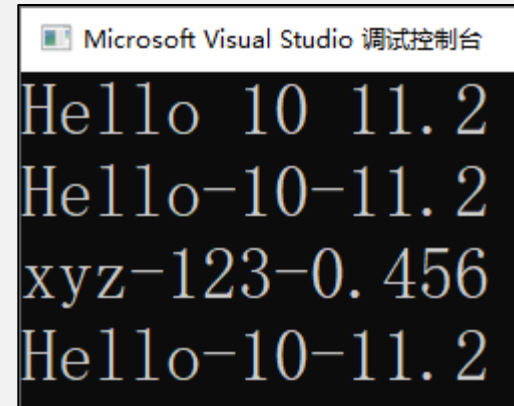 Microsoft Visual Studio 调试控制台
Hello 10 11.2
Hello-10-11.2
xyz-123-0.456
Hello-10-11.2